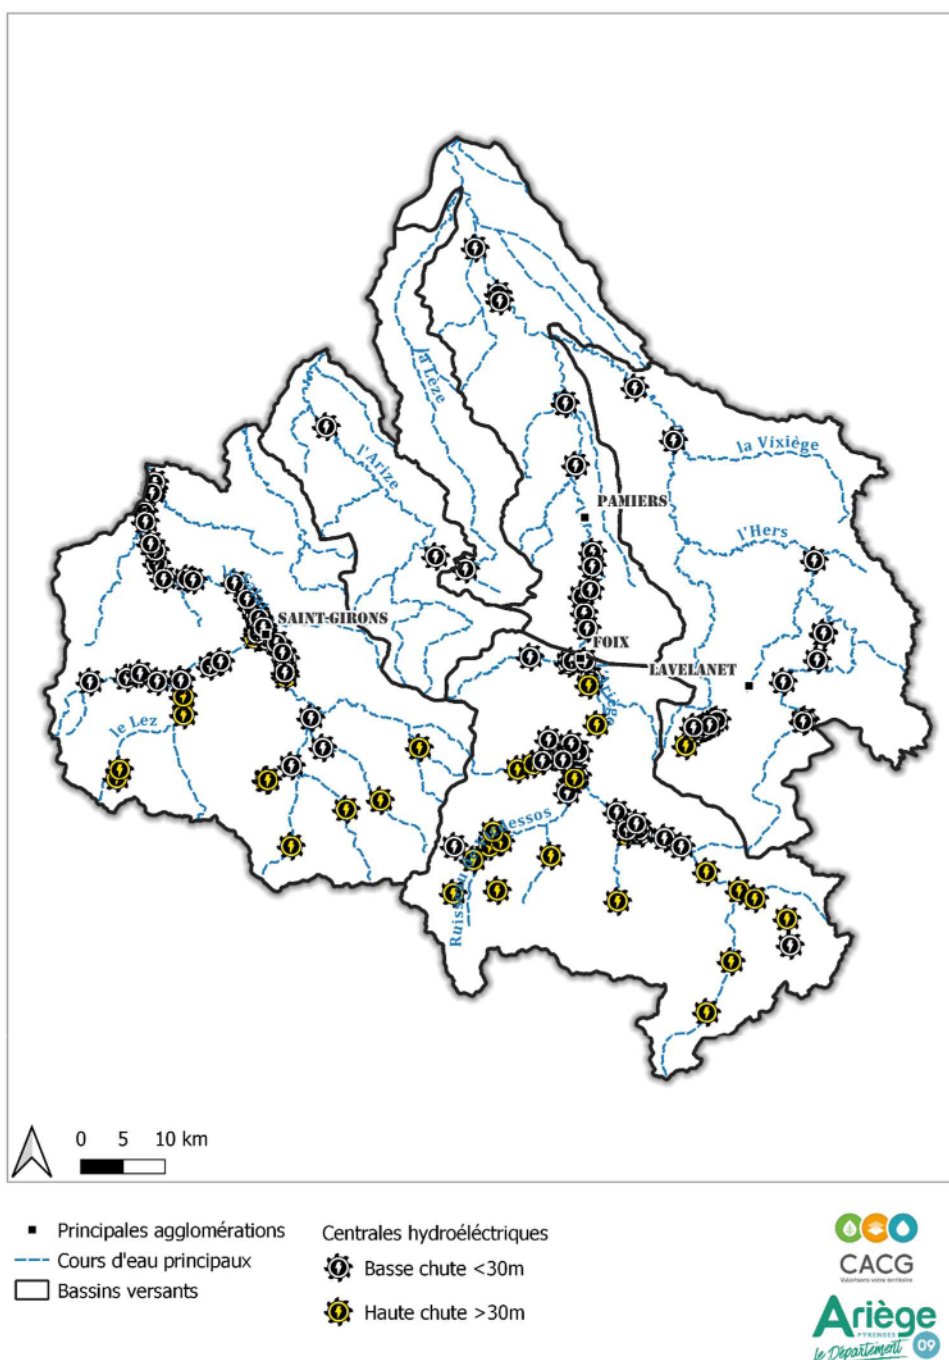 la Lèze
l'Arize
la Vixiège
PAMIERS
l'Hers
SAINT-GIRONS
FOIX
LAVELANET
Ariège
le Lez
0 5 10 km
Principales agglomérations
Cours d'eau principaux
Bassins versants
Centrales hydroéléctriques
Basse chute <30m
Haute chute >30m
CACG
Valorisons votre territoire
Ariège
PYRENEES
le Département 09